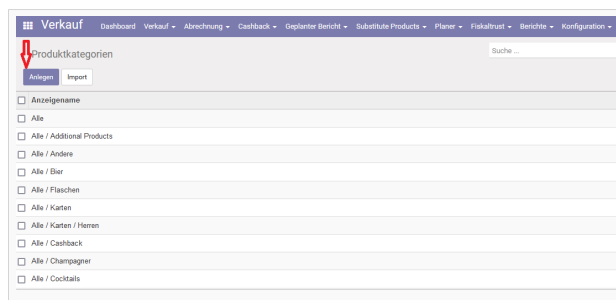 Verkauf Dashboard Verkauf Abrechnung Cashback Geplanter Bericht Substitute Products Planer Fiskaltrust Berichte Konfiguration
Produktkategorien Suche ...
Anlegen Import
Anzeigename
Alle
Alle / Additional Products
Alle / Andere
Alle / Bier
Alle / Flaschen
Alle / Karten
Alle / Karten / Herren
Alle / Cashback
Alle / Champagner
Alle / Cocktails